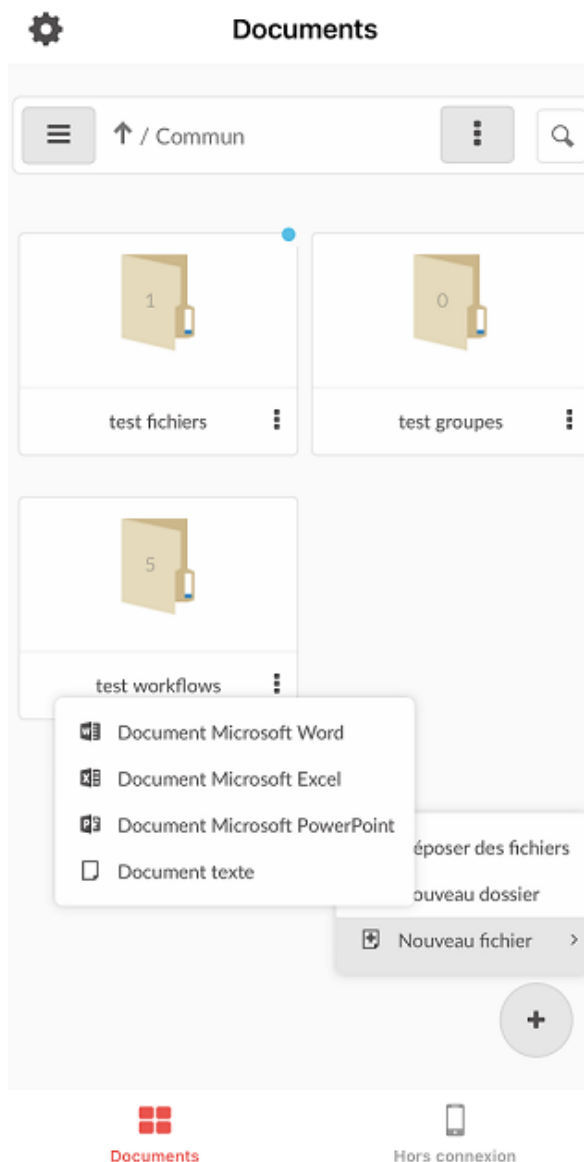 Documents
/ Commun
1
0
test fichiers
test groupes
5
test workflows
Document Microsoft Word
Document Microsoft Excel
Document Microsoft PowerPoint
Document texte
époser des fichiers
ouveau dossier
Nouveau fichier
Documents
Hors connexion